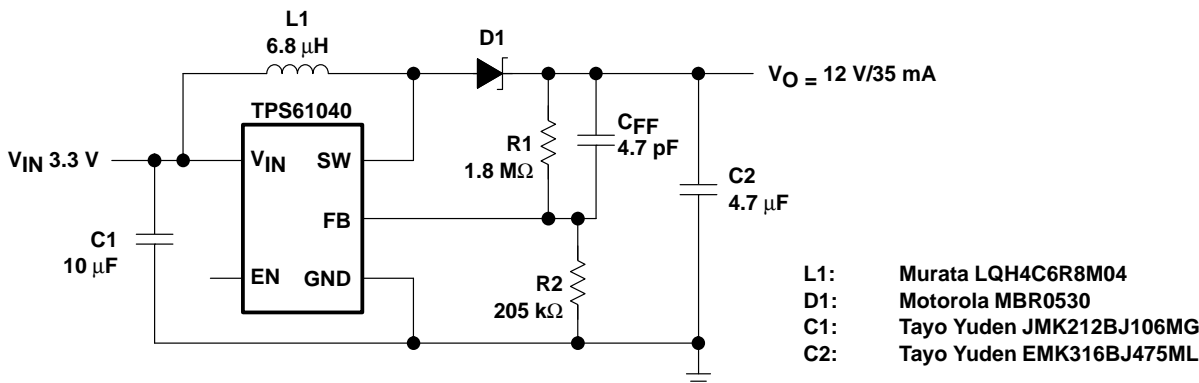 L1
6.8 μH
D1
VO = 12 V/35 mA
TPS61040
CFF
4.7 pF
R1
1.8 MΩ
VIN 3.3 V
VIN
SW
C2
4.7 μF
FB
C1
10 μF
EN
GND
R2
205 kΩ
L1: Murata LQH4C6R8M04
D1: Motorola MBR0530
C1: Tayo Yuden JMK212BJ106MG
C2: Tayo Yuden EMK316BJ475ML